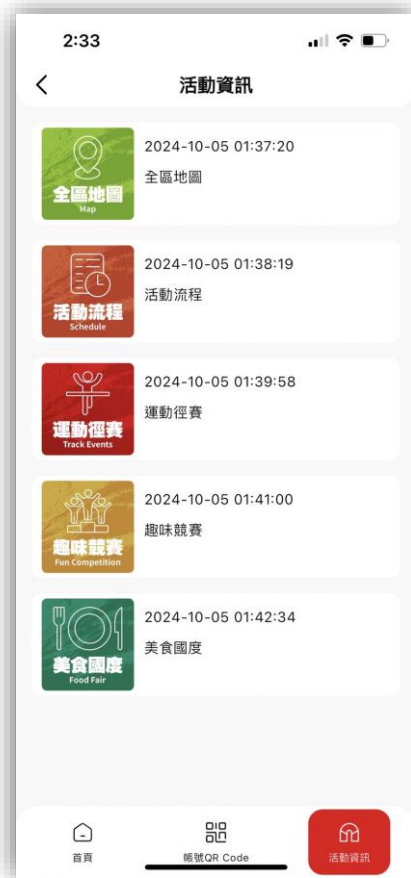 2:33
活動資訊
全區地圖
Map
2024-10-05 01:37:20
全區地圖
活動流程
Schedule
2024-10-05 01:38:19
活動流程
運動徑賽
Track Events
2024-10-05 01:39:58
運動徑賽
趣味競賽
Fun Competition
2024-10-05 01:41:00
趣味競賽
美食國度
Food Fair
2024-10-05 01:42:34
美食國度
首頁
帳號QR Code
活動資訊